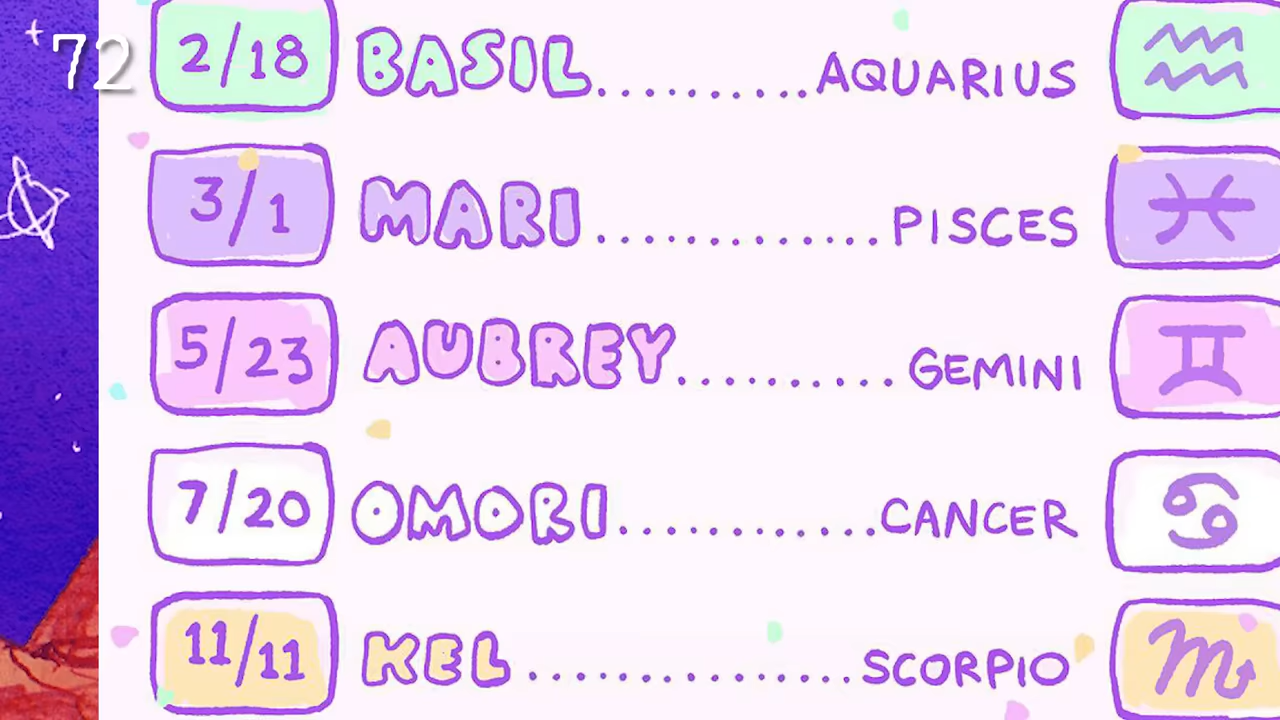 72
2/18 BASIL..........AQUARIUS
3/1 MARI.............PISCES
5/23 AUBREY..........GEMINI
7/20 OMORI............CANCER
11/11 KEL..............SCORPIO